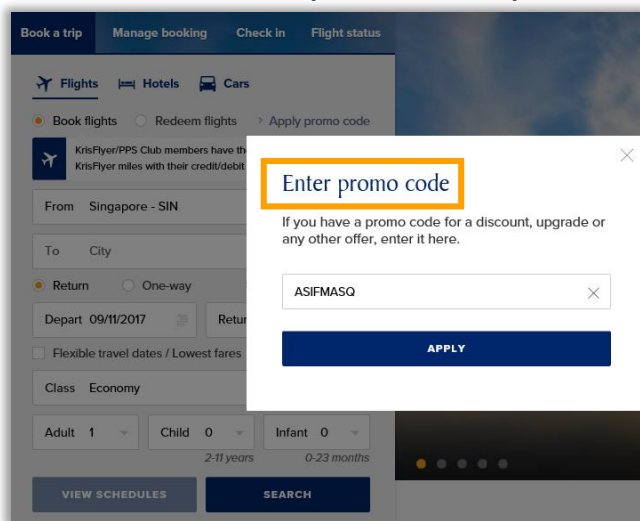 Book a trip Manage booking Check in Flight status
Flights Hotels Cars
Book flights Redeem flights > Apply promo code
KrisFlyer/PPS Club members have th
KrisFlyer miles with their credit/debit
From Singapore - SIN
To City
Return One-way
Depart 09/11/2017 Retur
Flexible travel dates / Lowest fares
Class Economy
Adult 1 Child 0 Infant 0
2-11 years 0-23 months
VIEW SCHEDULES SEARCH
Enter promo code
If you have a promo code for a discount, upgrade or
any other offer, enter it here.
ASIFMASQ
APPLY